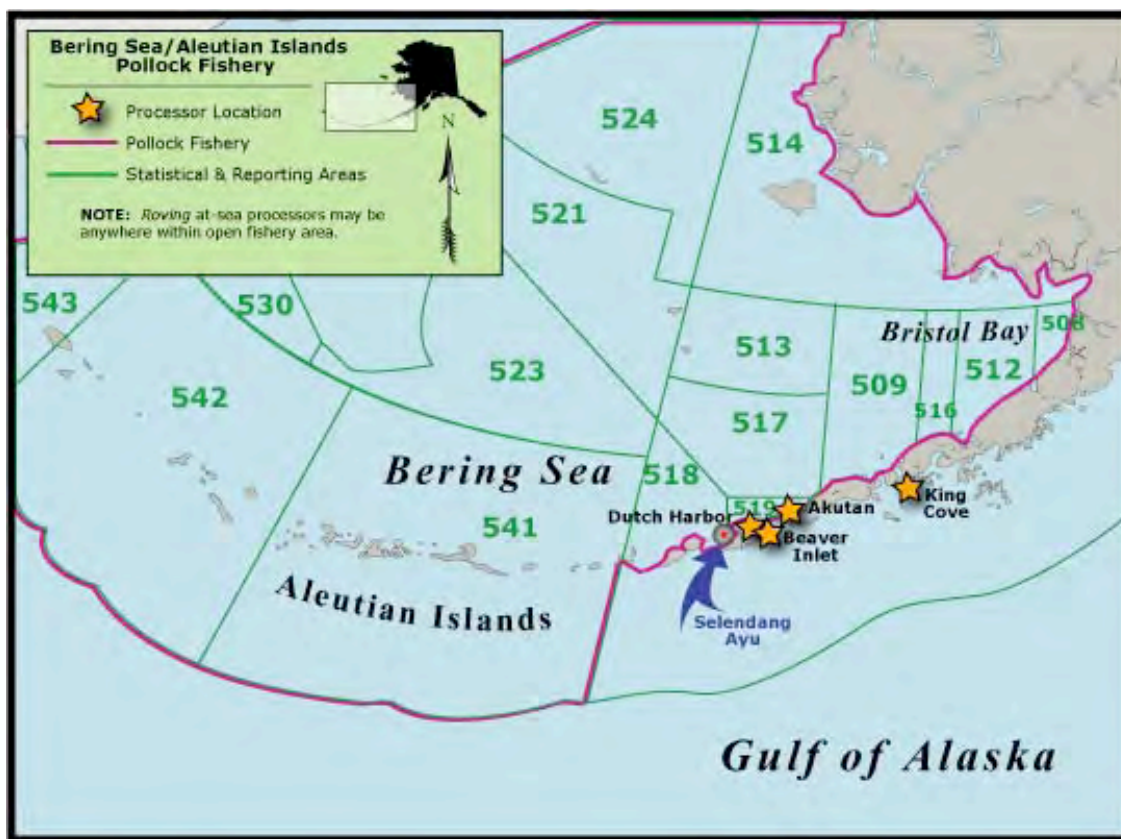 Bering Sea/Aleutian Islands
Pollock Fishery
Processor Location
Pollock Fishery
Statistical & Reporting Areas
NOTE: Roving at-sea processors may be
anywhere within open fishery area.
N
524
514
521
543
530
513
Bristol Bay
508
512
509
516
523
542
517
Bering Sea
518
519
541
Dutch Harbor
Akutan
King
Cove
Beaver
Inlet
Aleutian Islands
Selendang
Ayu
Gulf of Alaska